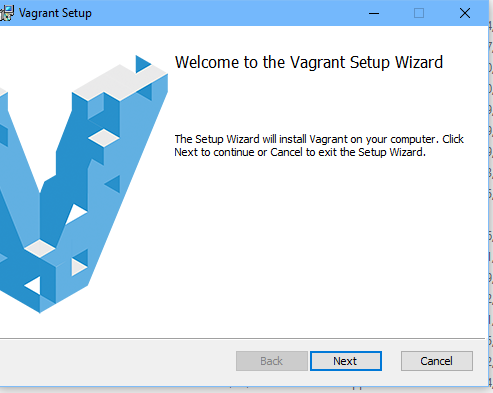 Vagrant Setup
Welcome to the Vagrant Setup Wizard
The Setup Wizard will install Vagrant on your computer. Click
Next to continue or Cancel to exit the Setup Wizard.
Back
Next
Cancel